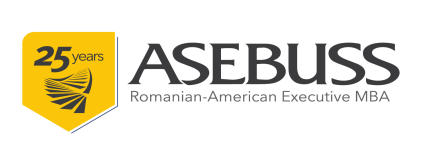 25 years
ASEBUSS
Romanian-American Executive MBA